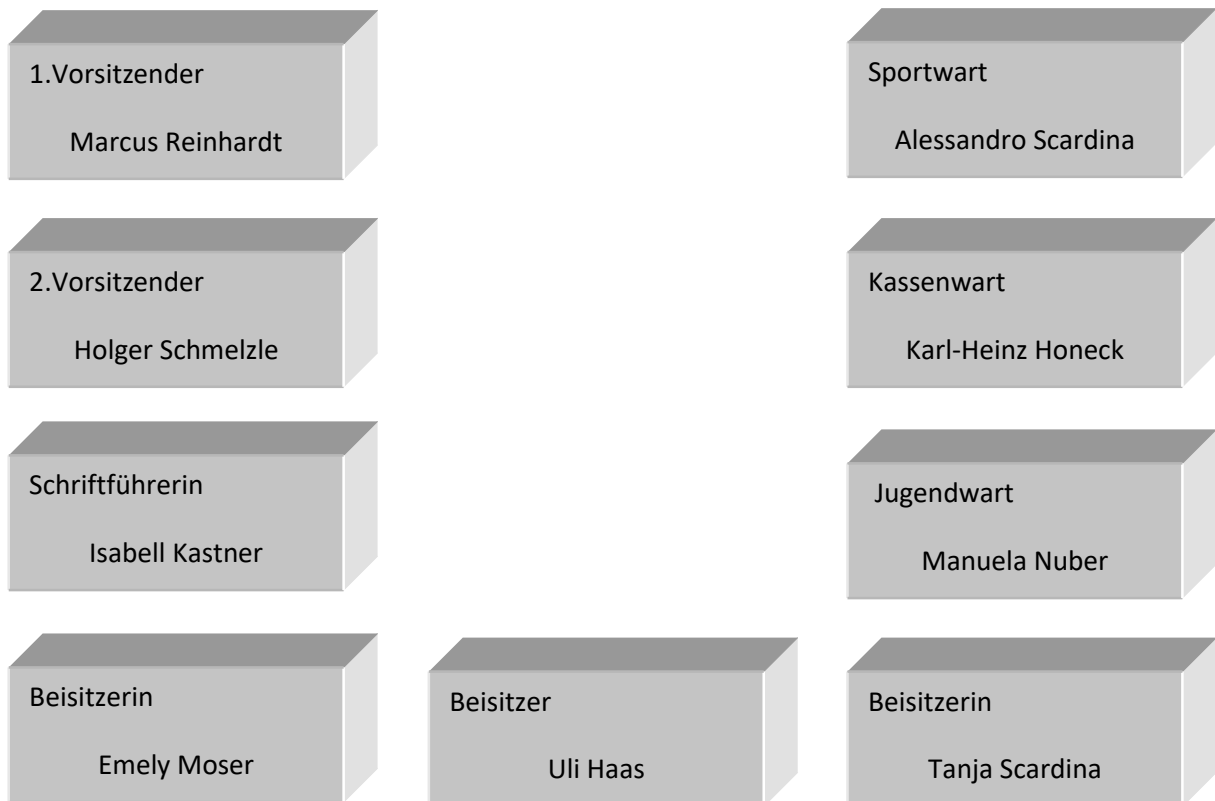 1.Vorsitzender
Marcus Reinhardt
Sportwart
Alessandro Scardina
2.Vorsitzender
Holger Schmelzle
Kassenwart
Karl-Heinz Honeck
Schriftführerin
Isabell Kastner
Jugendwart
Manuela Nuber
Beisitzerin
Emely Moser
Beisitzer
Uli Haas
Beisitzerin
Tanja Scardina